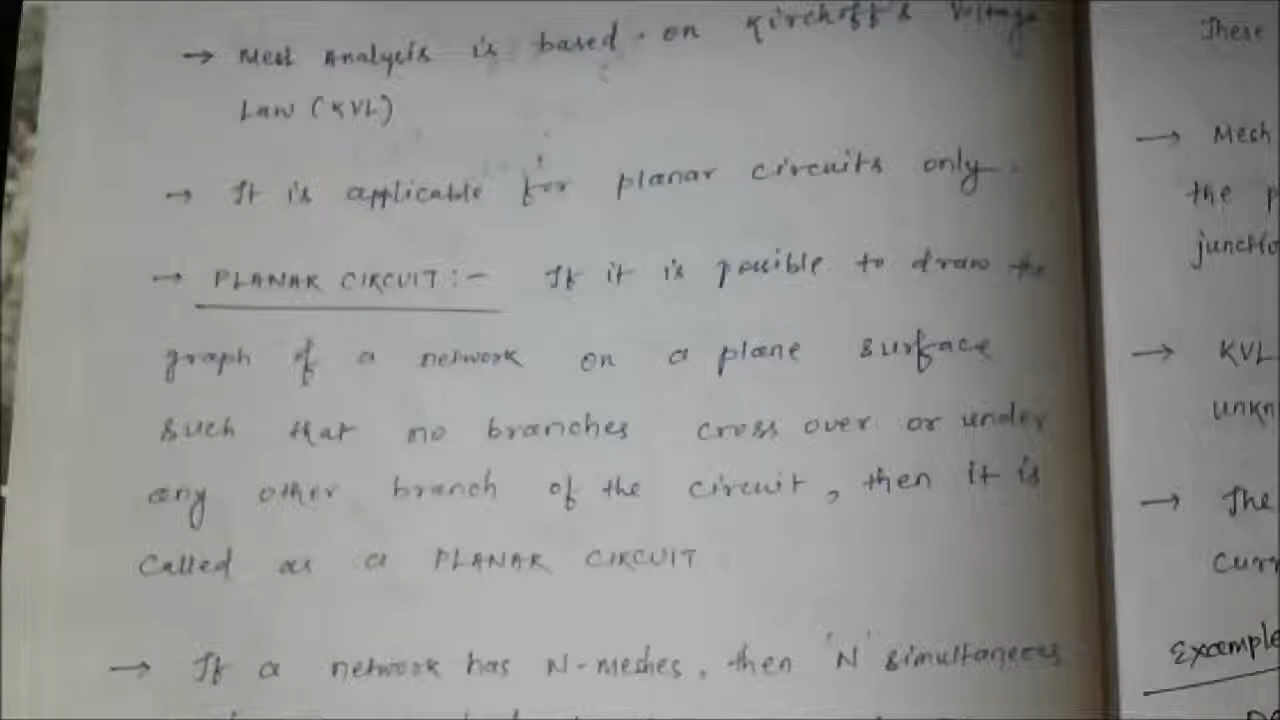 → Mesh Analysis is based on Kirchoff's Voltage
Law (KVL)
→ It is applicable for planar circuits only.
→ PLANAR CIRCUIT :- If it is possible to draw the
graph of a network on a plane surface
such that no branches cross over or under
any other branch of the circuit, then it is
called as a PLANAR CIRCUIT
→ If a network has N-meshes, then 'N' simultaneous
These
→ Mesh
the p
junctio
→ KVL
unkn
→ The
curr
Example